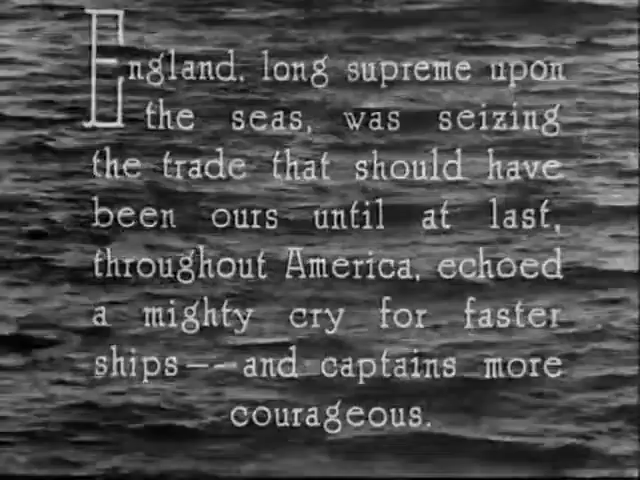 England, long supreme upon
the seas, was seizing
the trade that should have
been ours until at last,
throughout America, echoed
a mighty cry for faster
ships---and captains more
courageous.